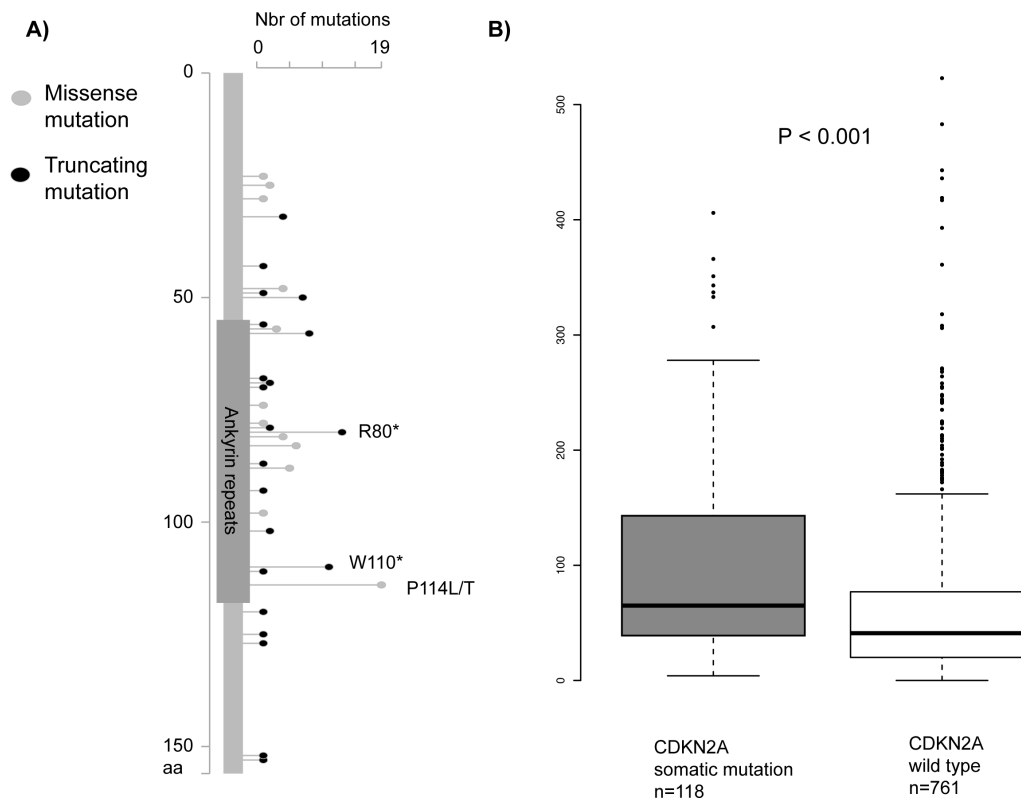 A)
Nbr of mutations
0 19
Missense
mutation
Truncating
mutation
0
50
100
150
aa
Ankyrin repeats
R80*
W110*
P114L/T
B)
P < 0.001
500
400
300
200
100
0
CDKN2A
somatic mutation
n=118
CDKN2A
wild type
n=761